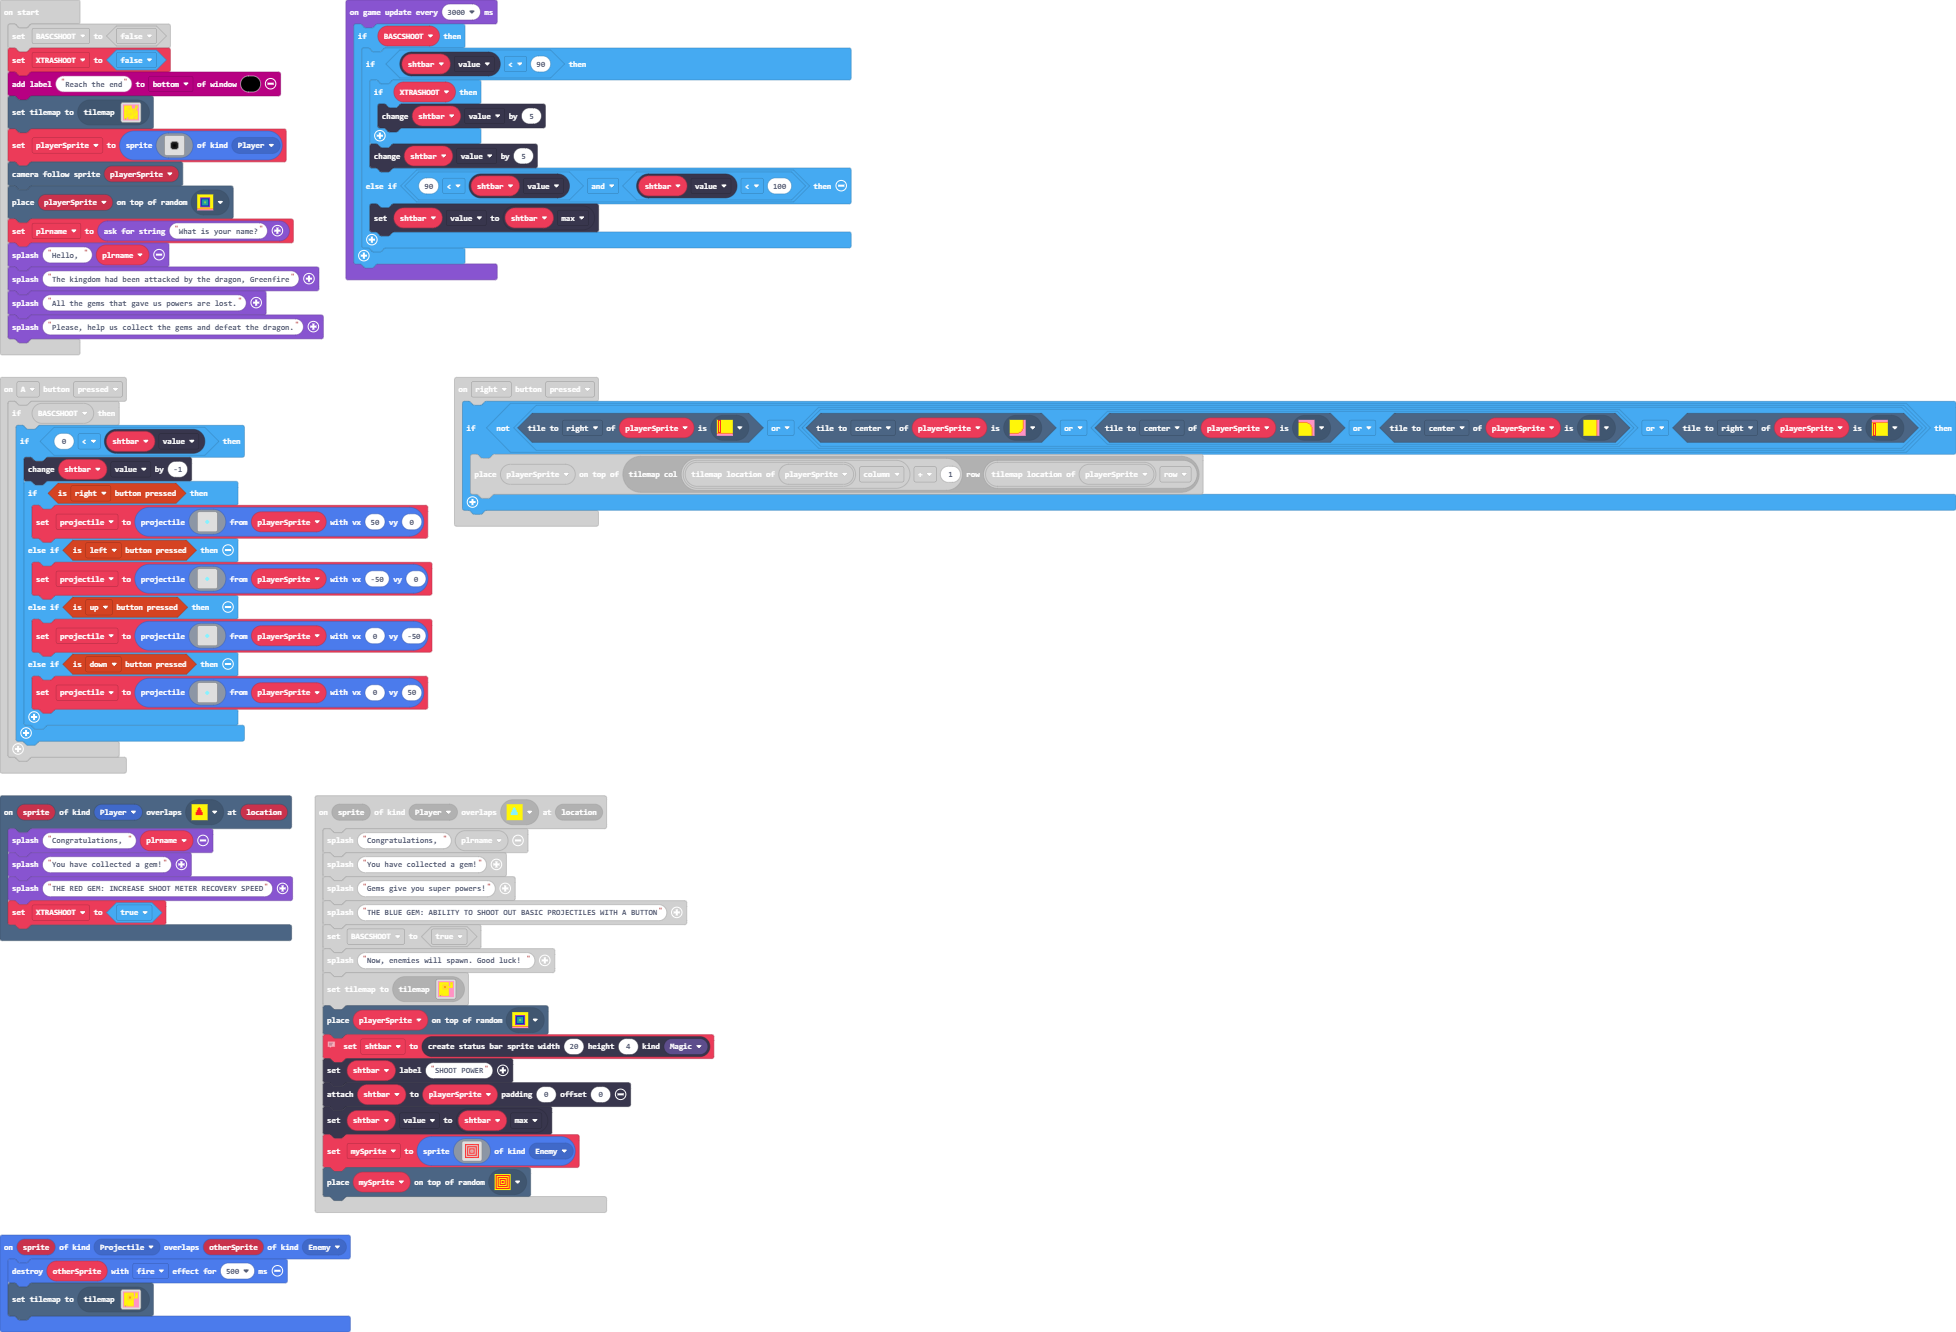 on start
set BASCSHOOT to false
set XTRASHOOT to false
add label "Reach the end" to bottom of window
set tilemap to tilemap
set playerSprite to sprite of kind Player
camera follow sprite playerSprite
place playerSprite on top of random
set plrname to ask for string "What is your name?"
splash "Hello, " plrname
splash "The kingdom had been attacked by the dragon, Greenfire"
splash "All the gems that gave us powers are lost."
splash "Please, help us collect the gems and defeat the dragon."
on game update every 3000 ms
if BASCSHOOT then
if shtbar value < 90 then
if XTRASHOOT then
change shtbar value by 5
change shtbar value by 5
else if 90 < shtbar value and shtbar value < 100 then
set shtbar value to shtbar max
on A button pressed
if BASCSHOOT then
if 0 < shtbar value then
change shtbar value by -1
if is right button pressed then
set projectile to projectile from playerSprite with vx 50 vy 0
else if is left button pressed then
set projectile to projectile from playerSprite with vx -50 vy 0
else if is up button pressed then
set projectile to projectile from playerSprite with vx 0 vy -50
else if is down button pressed then
set projectile to projectile from playerSprite with vx 0 vy 50
on right button pressed
if not tile to right of playerSprite is or tile to center of playerSprite is or tile to center of playerSprite is or tile to center of playerSprite is or tile to right of playerSprite is then
place playerSprite on top of tilemap col tilemap location of playerSprite column + 1 row tilemap location of playerSprite row
on sprite of kind Player overlaps at location
splash "Congratulations, " plrname
splash "You have collected a gem!"
splash "THE RED GEM: INCREASE SHOOT METER RECOVERY SPEED"
set XTRASHOOT to true
on sprite of kind Player overlaps at location
splash "Congratulations, " plrname
splash "You have collected a gem!"
splash "Gems give you super powers!"
splash "THE BLUE GEM: ABILITY TO SHOOT OUT BASIC PROJECTILES WITH A BUTTON"
set BASCSHOOT to true
splash "Now, enemies will spawn. Good luck! "
set tilemap to tilemap
place playerSprite on top of random
set shtbar to create status bar sprite width 20 height 4 kind Magic
set shtbar label "SHOOT POWER"
attach shtbar to playerSprite padding 0 offset 0
set shtbar value to shtbar max
set mySprite to sprite of kind Enemy
place mySprite on top of random
on sprite of kind Projectile overlaps otherSprite of kind Enemy
destroy otherSprite with fire effect for 500 ms
set tilemap to tilemap